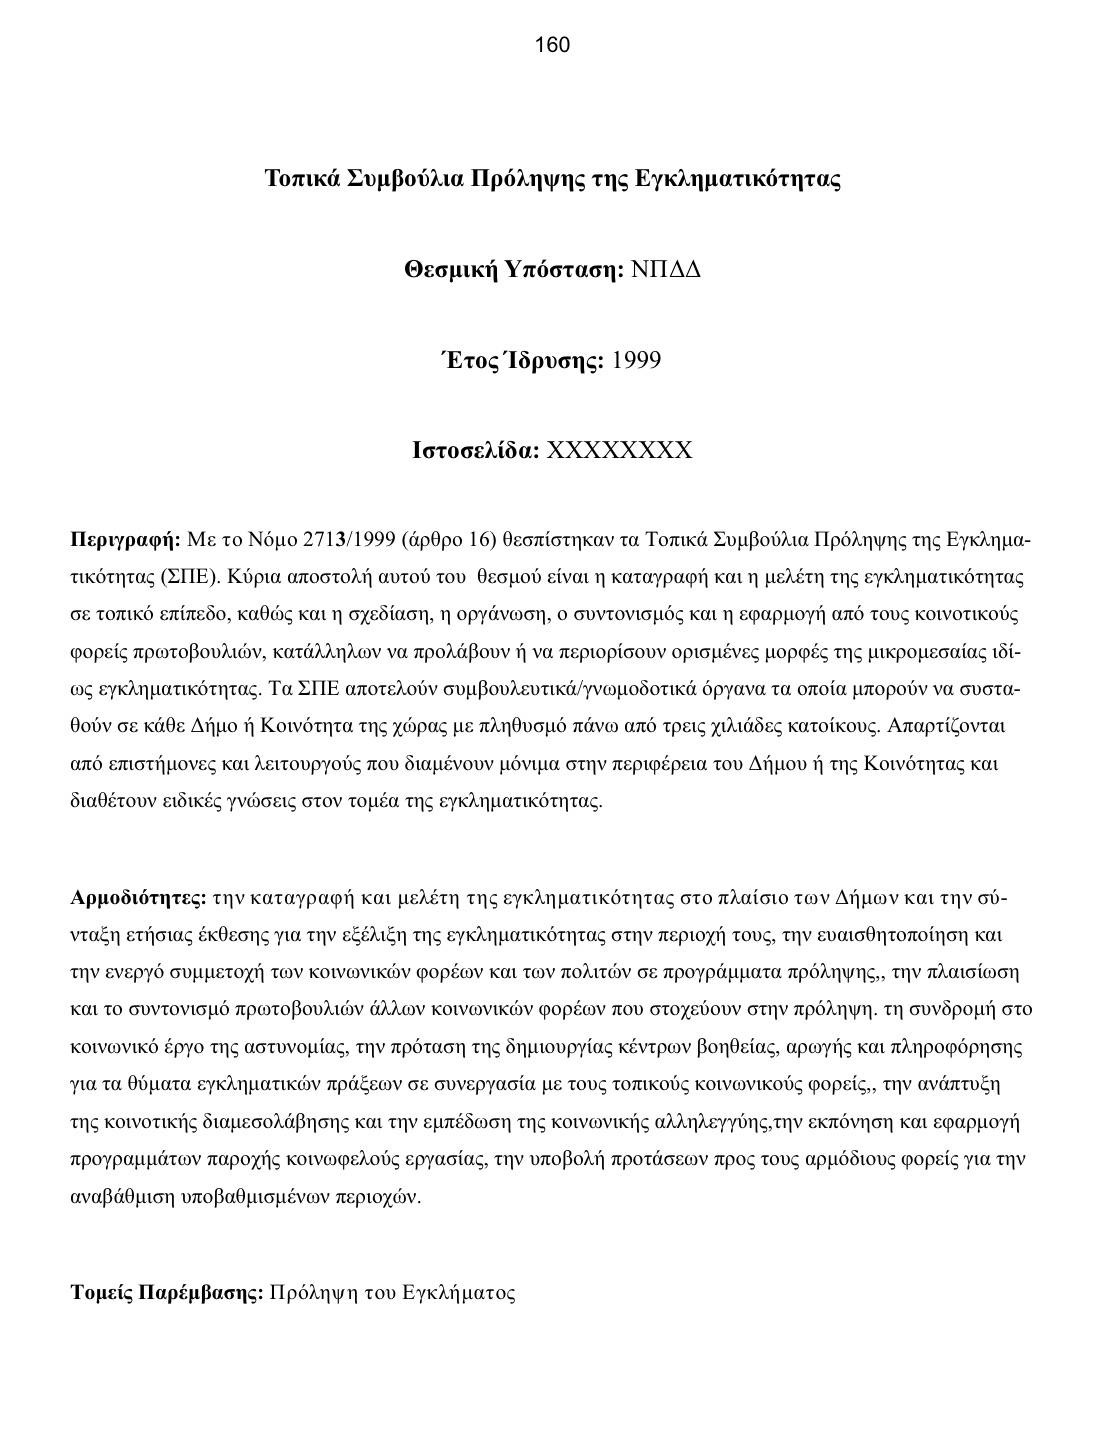 160
Τοπικά Συμβούλια Πρόληψης της Εγκληματικότητας
Θεσμική Υπόσταση: ΝΠΔΔ
Έτος Ίδρυσης: 1999
Ιστοσελίδα: ΧΧΧΧΧΧΧΧ
Περιγραφή: Με το Νόμο 2713/1999 (άρθρο 16) θεσπίστηκαν τα Τοπικά Συμβούλια Πρόληψης της Εγκλημα-
τικότητας (ΣΠΕ). Κύρια αποστολή αυτού του  θεσμού είναι η καταγραφή και η μελέτη της εγκληματικότητας
σε τοπικό επίπεδο, καθώς και η σχεδίαση, η οργάνωση, ο συντονισμός και η εφαρμογή από τους κοινοτικούς
φορείς πρωτοβουλιών, κατάλληλων να προλάβουν ή να περιορίσουν ορισμένες μορφές της μικρομεσαίας ιδί-
ως εγκληματικότητας. Τα ΣΠΕ αποτελούν συμβουλευτικά/γνωμοδοτικά όργανα τα οποία μπορούν να συστα-
θούν σε κάθε Δήμο ή Κοινότητα της χώρας με πληθυσμό πάνω από τρεις χιλιάδες κατοίκους. Απαρτίζονται
από επιστήμονες και λειτουργούς που διαμένουν μόνιμα στην περιφέρεια του Δήμου ή της Κοινότητας και
διαθέτουν ειδικές γνώσεις στον τομέα της εγκληματικότητας.
Αρμοδιότητες: την καταγραφή και μελέτη της εγκληματικότητας στο πλαίσιο των Δήμων και την σύ-
νταξη ετήσιας έκθεσης για την εξέλιξη της εγκληματικότητας στην περιοχή τους, την ευαισθητοποίηση και
την ενεργό συμμετοχή των κοινωνικών φορέων και των πολιτών σε προγράμματα πρόληψης,, την πλαισίωση
και το συντονισμό πρωτοβουλιών άλλων κοινωνικών φορέων που στοχεύουν στην πρόληψη. τη συνδρομή στο
κοινωνικό έργο της αστυνομίας, την πρόταση της δημιουργίας κέντρων βοηθείας, αρωγής και πληροφόρησης
για τα θύματα εγκληματικών πράξεων σε συνεργασία με τους τοπικούς κοινωνικούς φορείς,, την ανάπτυξη
της κοινοτικής διαμεσολάβησης και την εμπέδωση της κοινωνικής αλληλεγγύης,την εκπόνηση και εφαρμογή
προγραμμάτων παροχής κοινωφελούς εργασίας, την υποβολή προτάσεων προς τους αρμόδιους φορείς για την
αναβάθμιση υποβαθμισμένων περιοχών.
Τομείς Παρέμβασης: Πρόληψη του Εγκλήματος